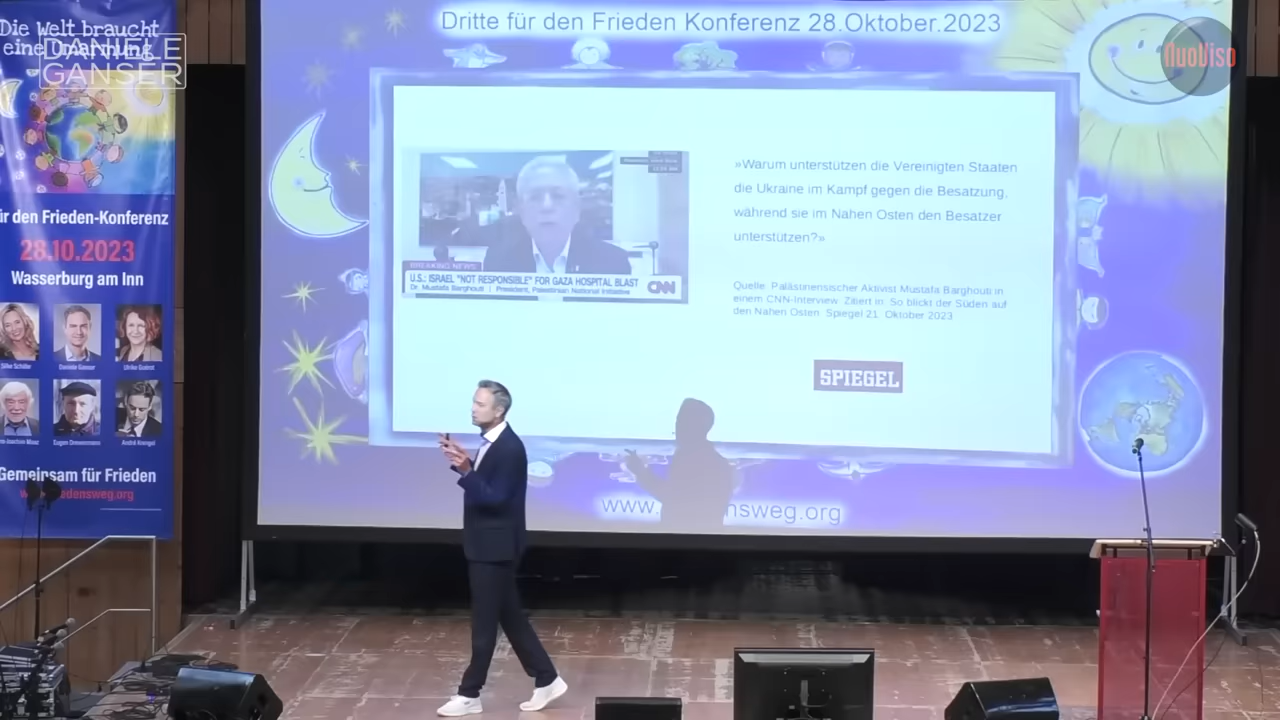 Die Welt braucht
eine Umarmung
DANIELE
GANSER
für den Frieden-Konferenz
28.10.2023
Wasserburg am Inn
Silke Schäfer
Daniele Ganser
Ulrike Guérot
Eugen Drewermann
André Krengel
Gemeinsam für Frieden
Dritte für den Frieden Konferenz 28.Oktober.2023
NuoViso
BREAKING NEWS
U.S.: ISRAEL "NOT RESPONSIBLE" FOR GAZA HOSPITAL BLAST
Dr. Mustafa Barghouti | President, Palestinian National Initiative
CNN
»Warum unterstützen die Vereinigten Staaten
die Ukraine im Kampf gegen die Besatzung,
während sie im Nahen Osten den Besatzer
unterstützen?»
Quelle: Palästinensischer Aktivist Mustafa Barghouti in
einem CNN-Interview. Zitiert in: So blickt der Süden auf
den Nahen Osten. Spiegel 21. Oktober 2023
SPIEGEL
www. nsweg.org